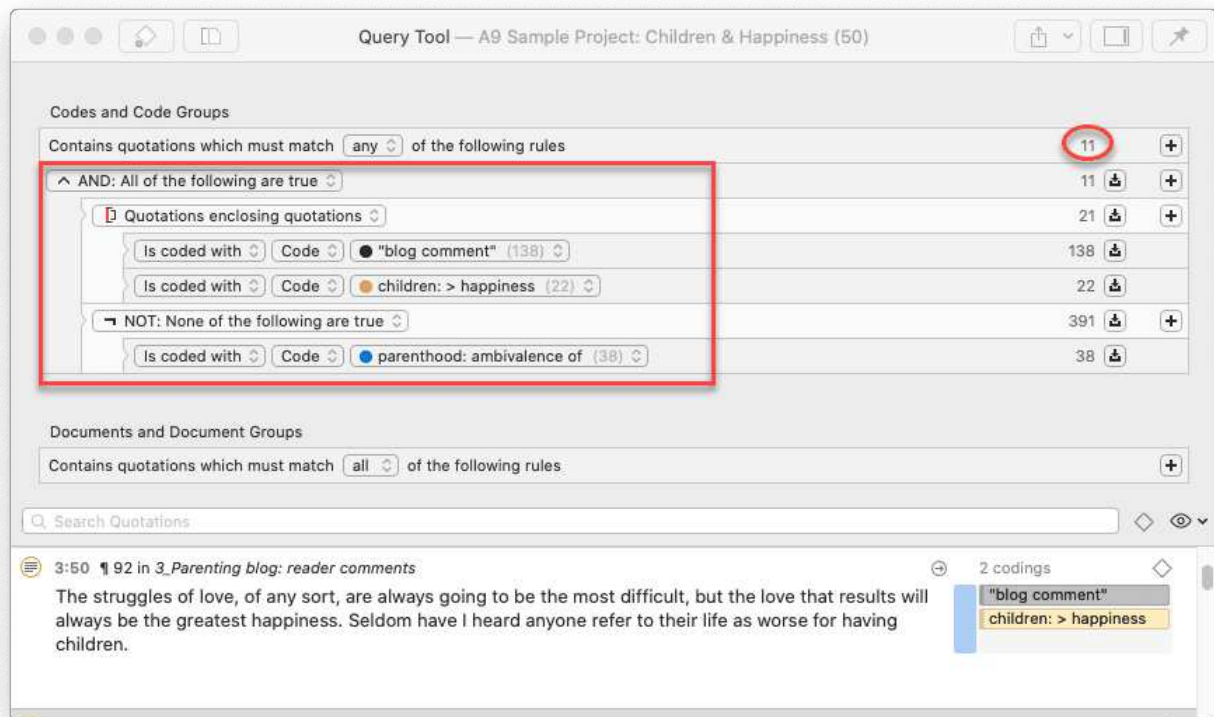 Query Tool — A9 Sample Project: Children & Happiness (50)
Codes and Code Groups
Contains quotations which must match any of the following rules 11
AND: All of the following are true 11
Quotations enclosing quotations 21
Is coded with Code "blog comment" (138) 138
Is coded with Code children: > happiness (22) 22
NOT: None of the following are true 391
Is coded with Code parenthood: ambivalence of (38) 38
Documents and Document Groups
Contains quotations which must match all of the following rules
Search Quotations
3:50 ¶ 92 in 3_Parenting blog: reader comments 2 codings
The struggles of love, of any sort, are always going to be the most difficult, but the love that results will "blog comment"
always be the greatest happiness. Seldom have I heard anyone refer to their life as worse for having children: > happiness
children.